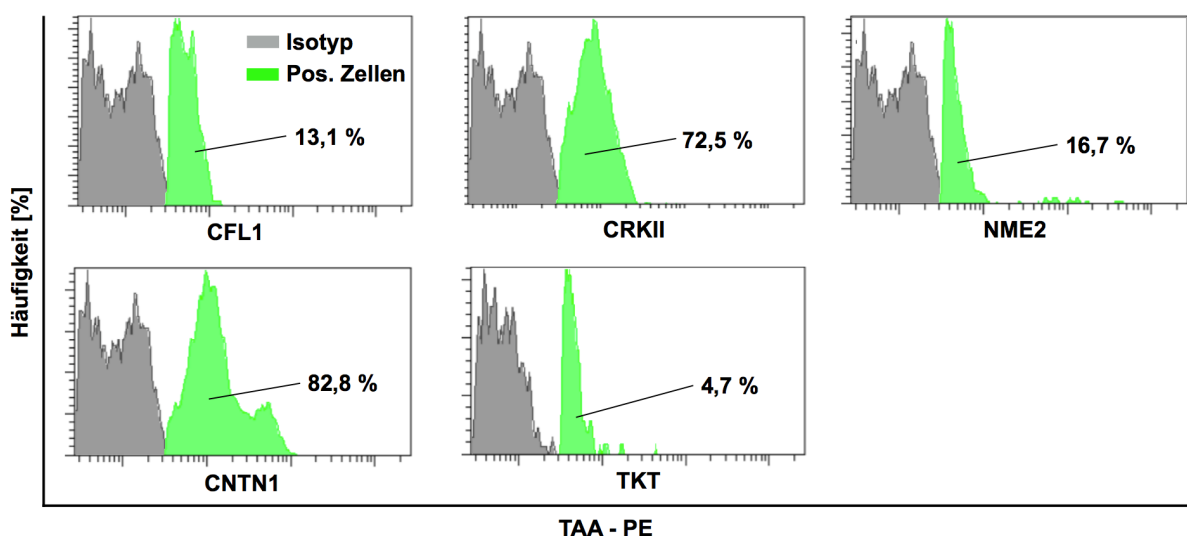 Isotyp
Pos. Zellen
13,1 %
72,5 %
16,7 %
CFL1
CRKII
NME2
82,8 %
4,7 %
CNTN1
TKT
Häufigkeit [%]
TAA - PE